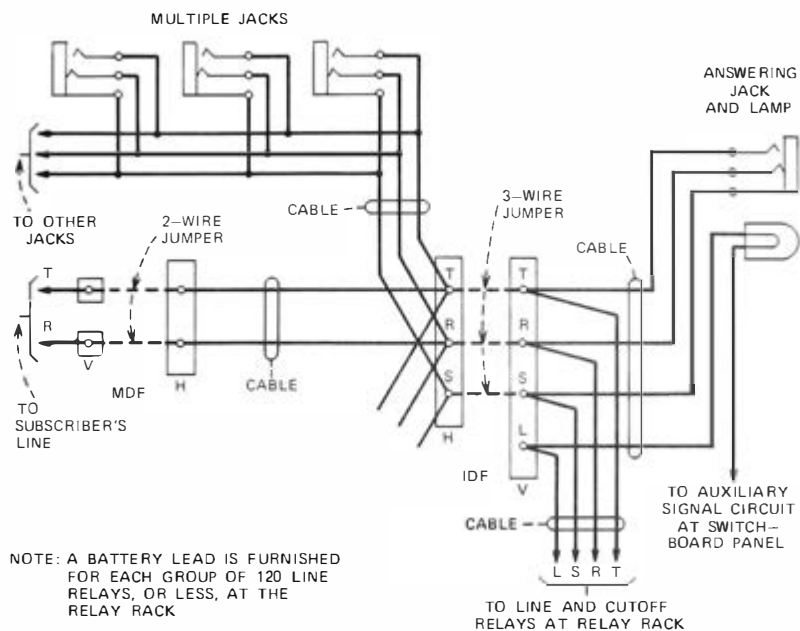 MULTIPLE JACKS
ANSWERING
JACK
AND LAMP
TO OTHER
JACKS
2-WIRE
JUMPER
CABLE
3-WIRE
JUMPER
CABLE
T
R
V
MDF
H
CABLE
TO
SUBSCRIBER'S
LINE
T
R
S
H
IDF
T
R
S
L
V
CABLE
TO AUXILIARY
SIGNAL CIRCUIT
AT SWITCH-
BOARD PANEL
L S R T
TO LINE AND CUTOFF
RELAYS AT RELAY RACK
NOTE: A BATTERY LEAD IS FURNISHED
FOR EACH GROUP OF 120 LINE
RELAYS, OR LESS, AT THE
RELAY RACK